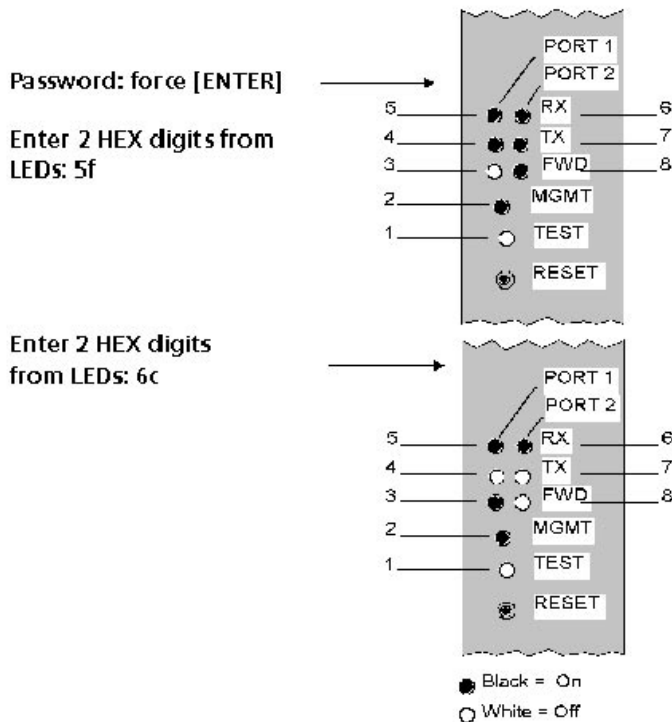 PORT 1
Password: force [ENTER]
PORT 2
5 RX 6
Enter 2 HEX digits from
4 TX 7
LEDs: 5f
3 FWD 8
2 MGMT
1 TEST
RESET
Enter 2 HEX digits
from LEDs: 6c
PORT 1
PORT 2
5 RX 6
4 TX 7
3 FWD 8
2 MGMT
1 TEST
RESET
Black = On
White = Off